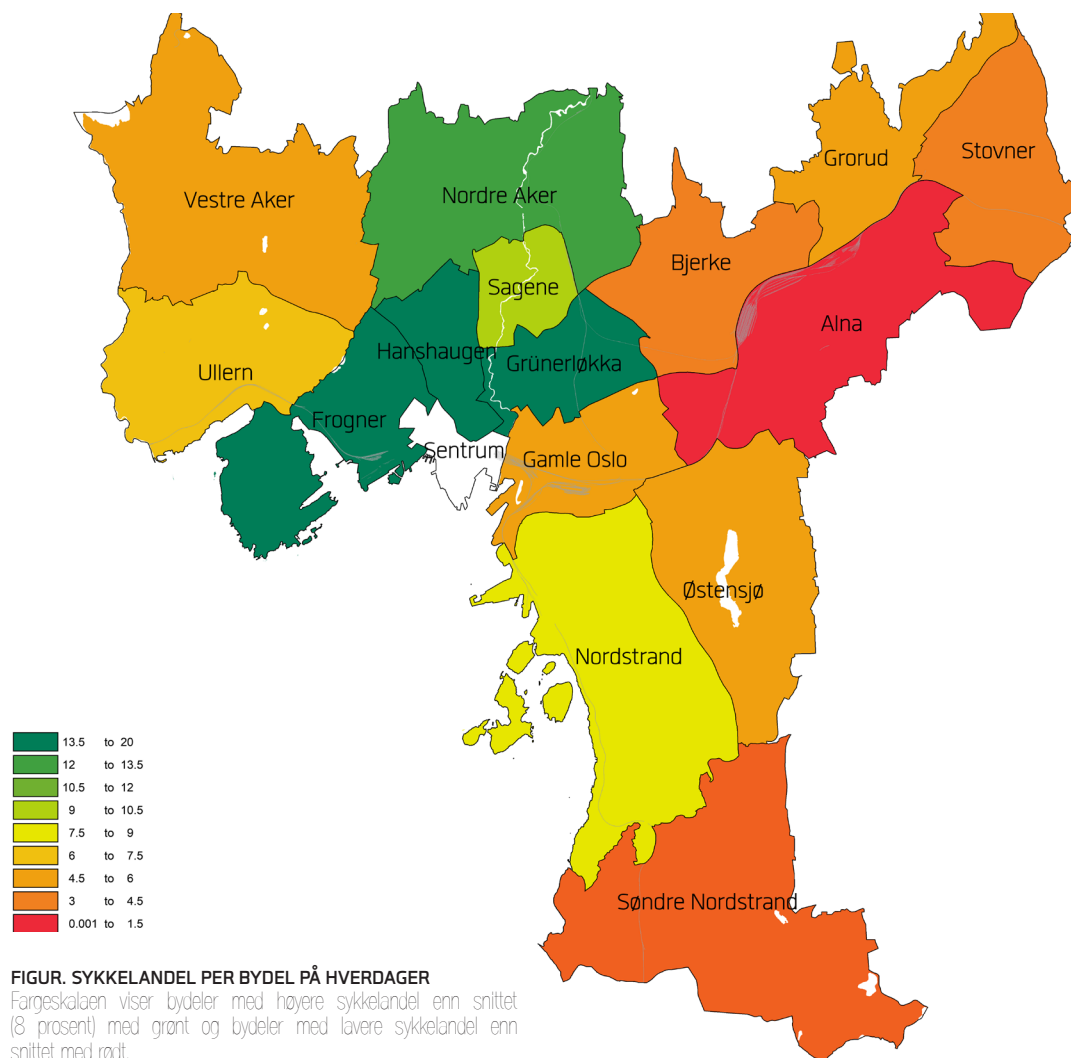 Vestre Aker
Nordre Aker
Grorud
Stovner
Bjerke
Sagene
Alna
Hanshaugen
Grünerløkka
Ullern
Frogner
Sentrum
Gamle Oslo
Østensjø
Nordstrand
Søndre Nordstrand
13.5 to 20
12 to 13.5
10.5 to 12
9 to 10.5
7.5 to 9
6 to 7.5
4.5 to 6
3 to 4.5
0.001 to 1.5
FIGUR. SYKKELANDEL PER BYDEL PÅ HVERDAGER
Fargeskalaen viser bydeler med høyere sykkelandel enn snittet
(8 prosent) med grønt og bydeler med lavere sykkelandel enn
snittet med rødt.